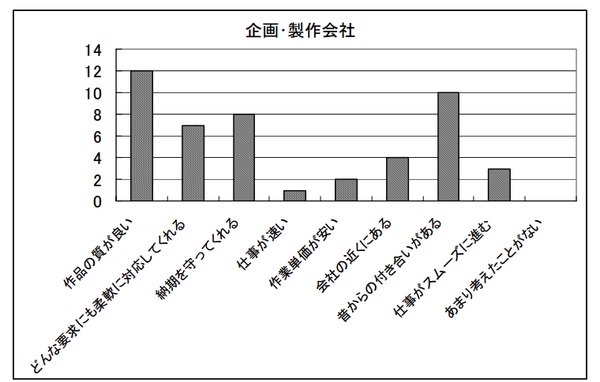 企画・製作会社
14
12
10
8
6
4
2
0
作品の質が良い
どんな要求にも柔軟に対応してくれる
納期を守ってくれる
仕事が速い
作業単価が安い
会社の近くにある
昔からの付き合いがある
仕事がスムーズに進む
あまり考えたことがない